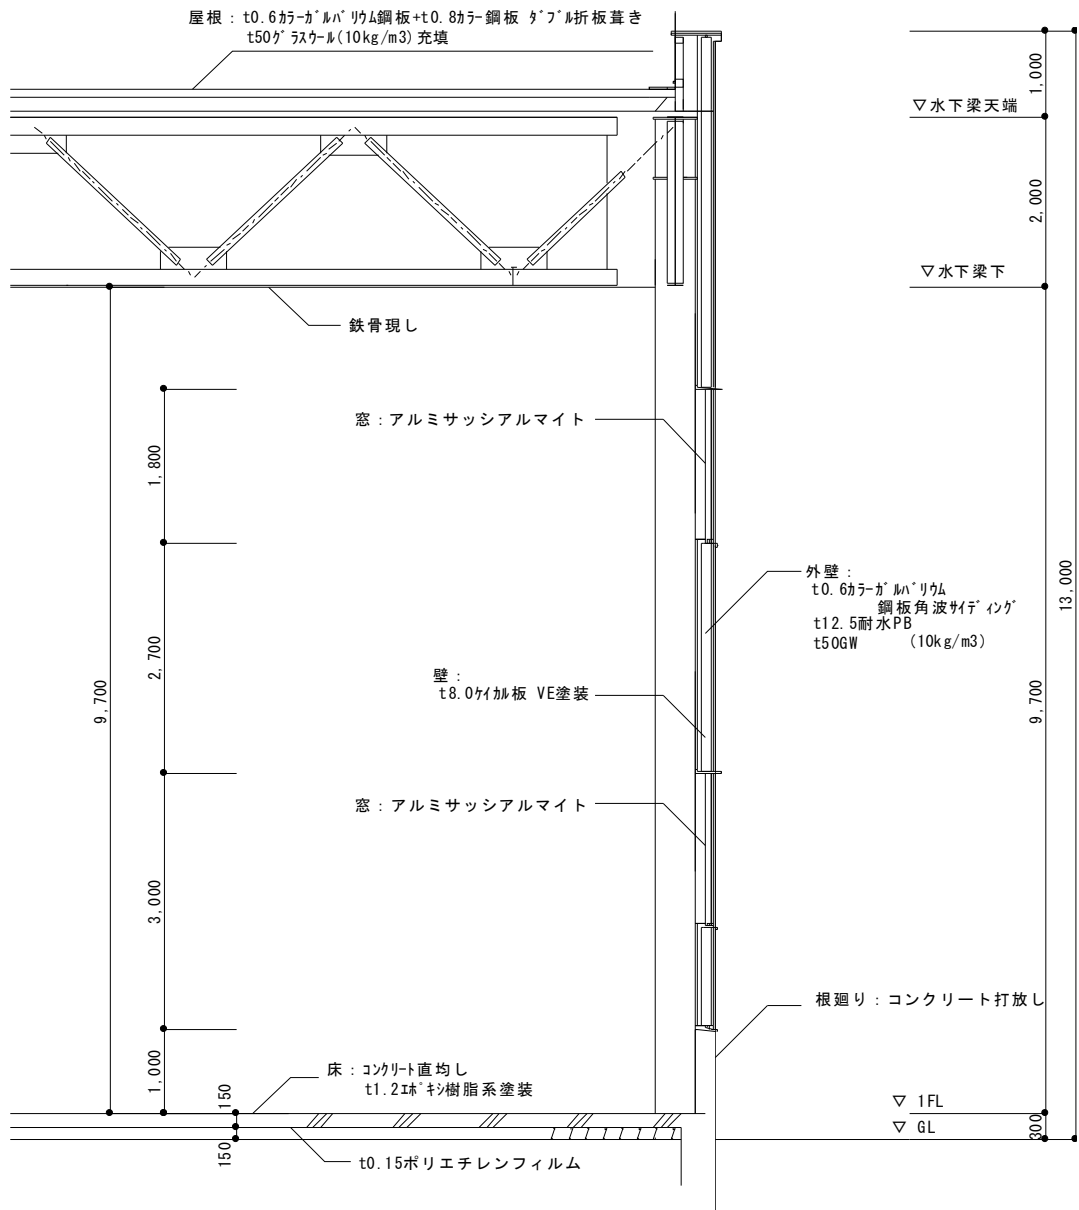 屋根：t0.6ｶﾗｰｶﾞﾙﾊﾞﾘｳﾑ鋼板+t0.8ｶﾗｰ鋼板 ﾀﾞﾌﾞﾙ折板葺き
t50ｸﾞﾗｽｳｰﾙ(10kg/m3)充填
1,000
▽水下梁天端
2,000
▽水下梁下
鉄骨現し
窓：アルミサッシアルマイト
1,800
外壁：
t0.6ｶﾗｰｶﾞﾙﾊﾞﾘｳﾑ
鋼板角波ｻｲﾃﾞｨﾝｸﾞ
t12.5耐水PB
t50GW (10kg/m3)
13,000
2,700
壁：
t8.0ｹｲｶﾙ板 VE塗装
9,700
9,700
窓：アルミサッシアルマイト
3,000
根廻り：コンクリート打放し
1,000
床：ｺﾝｸﾘｰﾄ直均し
t1.2ｴﾎﾟｷｼ樹脂系塗装
150
▽ 1FL
▽ GL
300
150
t0.15ポリエチレンフィルム